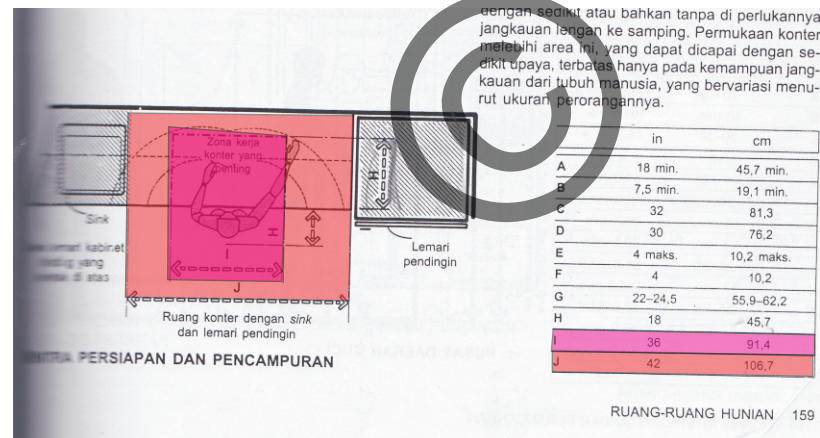 dengan sedikit atau bahkan tanpa di perlukannya
jangkauan lengan ke samping. Permukaan konter
melebihi area ini, yang dapat dicapai dengan se-
dikit upaya, terbatas hanya pada kemampuan jang-
kauan dari tubuh manusia, yang bervariasi menu-
rut ukuran perorangannya.
©
Zona kerja
konter yang
penting
H
H
I
J
I
Sink
lemari kabinet
yang
di atas
Lemari
pendingin
Ruang konter dengan sink
dan lemari pendingin
PERSIAPAN DAN PENCAMPURAN
in cm
A 18 min. 45,7 min.
B 7,5 min. 19,1 min.
C 32 81,3
D 30 76,2
E 4 maks. 10,2 maks.
F 4 10,2
G 22–24,5 55,9–62,2
H 18 45,7
I 36 91,4
J 42 106,7
RUANG-RUANG HUNIAN 159